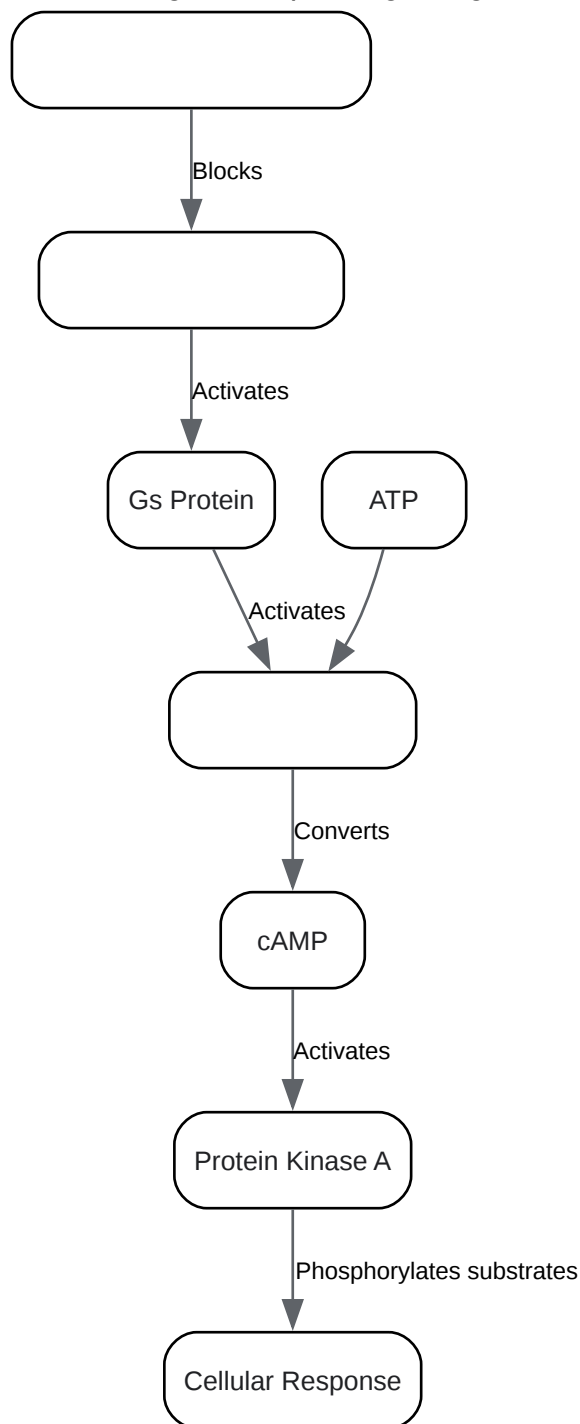 Blocks
Activates
Gs Protein
ATP
Activates
Converts
cAMP
Activates
Protein Kinase A
Phosphorylates substrates
Cellular Response